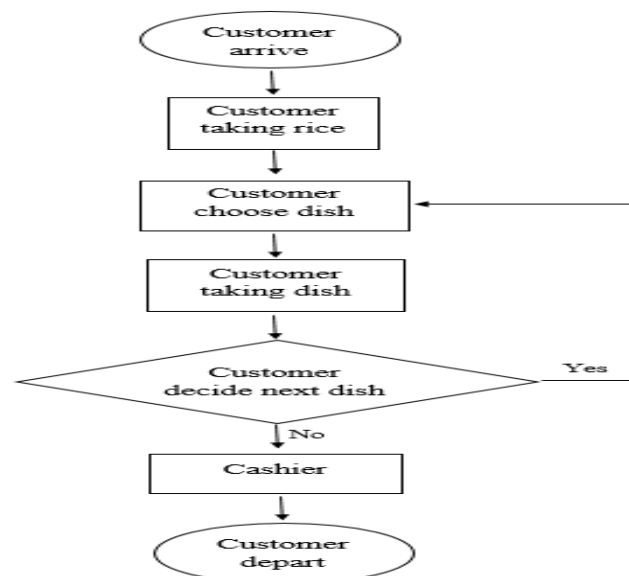 Customer
arrive
Customer
taking rice
Customer
choose dish
Customer
taking dish
Customer
decide next dish
Yes
No
Cashier
Customer
depart